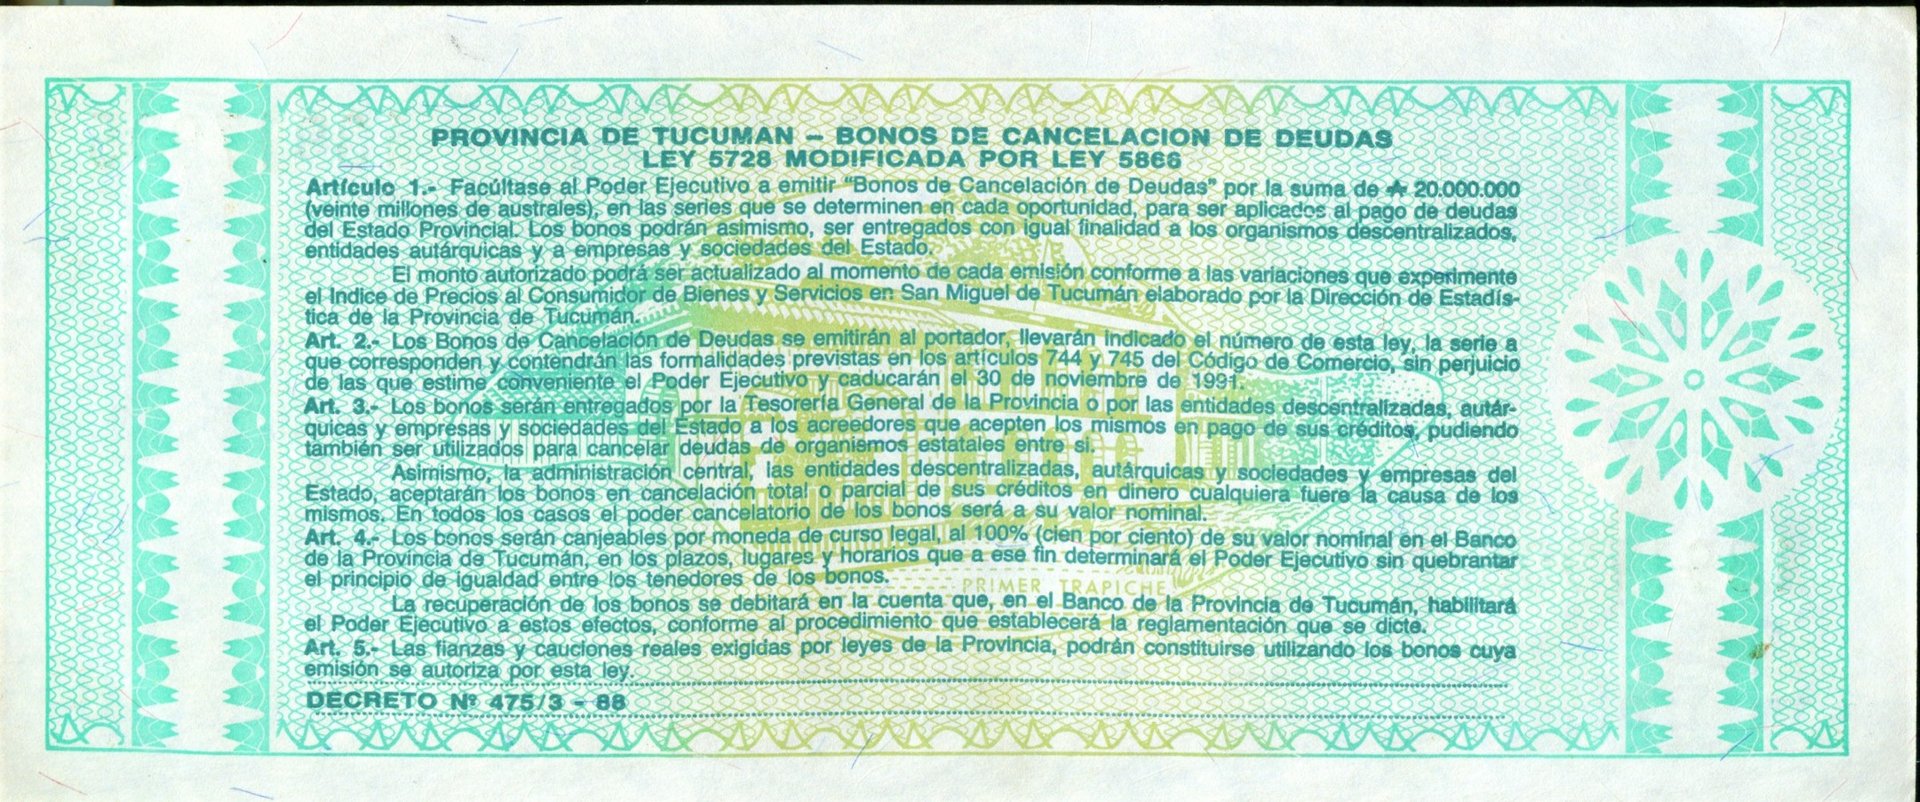 PROVINCIA DE TUCUMAN – BONOS DE CANCELACION DE DEUDAS
LEY 5728 MODIFICADA POR LEY 5866
Artículo 1.- Facúltase al Poder Ejecutivo a emitir “Bonos de Cancelación de Deudas” por la suma de ₳ 20.000.000
(veinte millones de australes), en las series que se determinen en cada oportunidad, para ser aplicados al pago de deudas
del Estado Provincial. Los bonos podrán asimismo, ser entregados con igual finalidad a los organismos descentralizados,
entidades autárquicas y a empresas y sociedades del Estado.
El monto autorizado podrá ser actualizado al momento de cada emisión conforme a las variaciones que experimente
el Indice de Precios al Consumidor de Bienes y Servicios en San Miguel de Tucumán elaborado por la Dirección de Estadís-
tica de la Provincia de Tucumán.
Art. 2.- Los Bonos de Cancelación de Deudas se emitirán al portador, llevarán indicado el número de esta ley, la serie a
que corresponden y contendrán las formalidades previstas en los artículos 744 y 745 del Código de Comercio, sin perjuicio
de las que estime conveniente el Poder Ejecutivo y caducarán el 30 de noviembre de 1991.
Art. 3.- Los bonos serán entregados por la Tesorería General de la Provincia o por las entidades descentralizadas, autár-
quicas y empresas y sociedades del Estado a los acreedores que acepten los mismos en pago de sus créditos, pudiendo
también ser utilizados para cancelar deudas de organismos estatales entre si.
Asimismo, la administración central, las entidades descentralizadas, autárquicas y sociedades y empresas del
Estado, aceptarán los bonos en cancelación total o parcial de sus créditos en dinero cualquiera fuere la causa de los
mismos. En todos los casos el poder cancelatorio de los bonos será a su valor nominal.
Art. 4.- Los bonos serán canjeables por moneda de curso legal, al 100% (cien por ciento) de su valor nominal en el Banco
de la Provincia de Tucumán, en los plazos, lugares y horarios que a ese fin determinará el Poder Ejecutivo sin quebrantar
el principio de igualdad entre los tenedores de los bonos.
PRIMER TRAPICHE
La recuperación de los bonos se debitará en la cuenta que, en el Banco de la Provincia de Tucumán, habilitará
el Poder Ejecutivo a estos efectos, conforme al procedimiento que establecerá la reglamentación que se dicte.
Art. 5.- Las fianzas y cauciones reales exigidas por leyes de la Provincia, podrán constituirse utilizando los bonos cuya
emisión se autoriza por esta ley.
DECRETO Nº 475/3 - 88